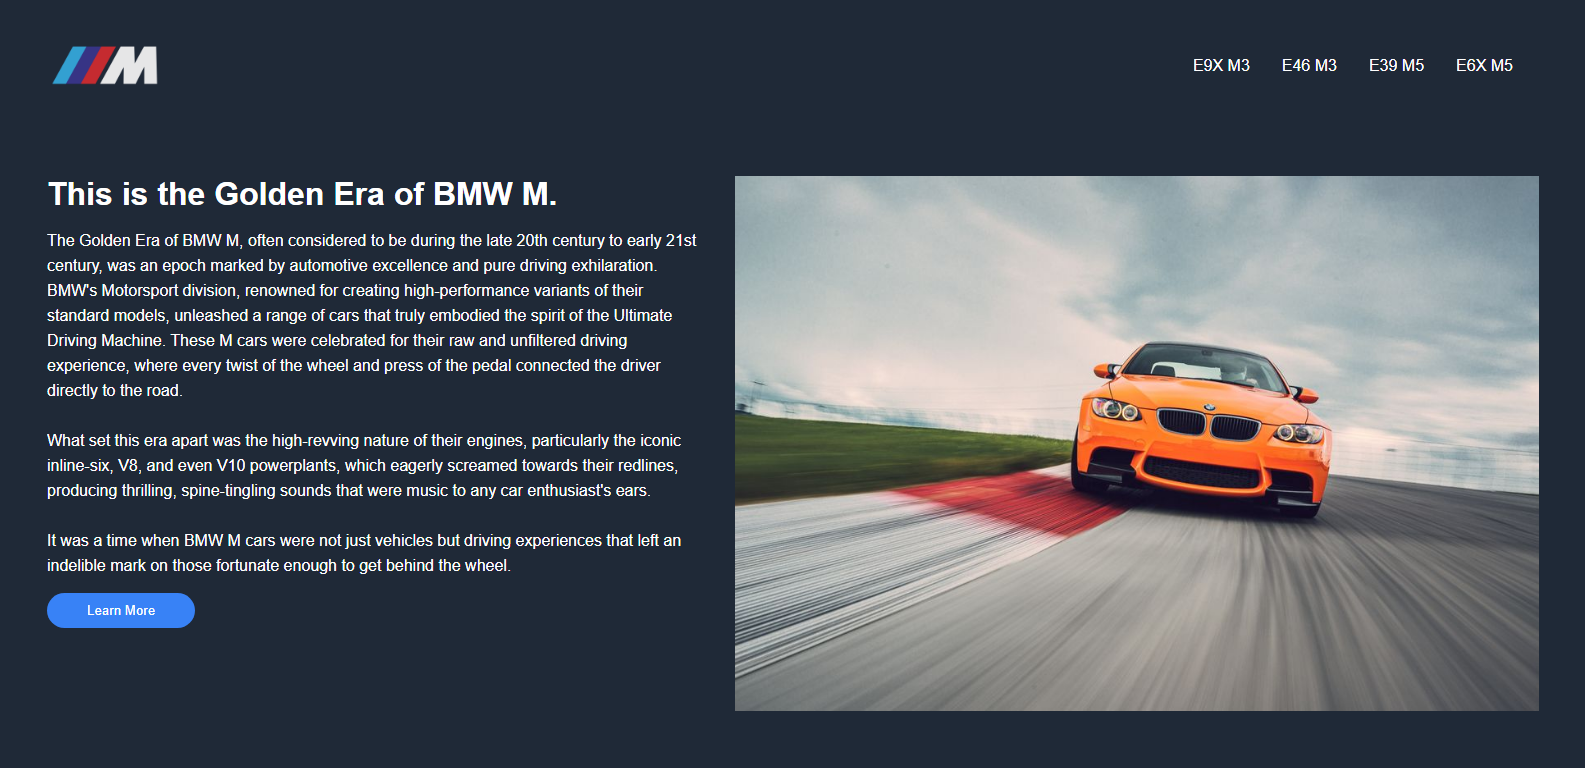 M
E9X M3 E46 M3 E39 M5 E6X M5
This is the Golden Era of BMW M.
The Golden Era of BMW M, often considered to be during the late 20th century to early 21st
century, was an epoch marked by automotive excellence and pure driving exhilaration.
BMW's Motorsport division, renowned for creating high-performance variants of their
standard models, unleashed a range of cars that truly embodied the spirit of the Ultimate
Driving Machine. These M cars were celebrated for their raw and unfiltered driving
experience, where every twist of the wheel and press of the pedal connected the driver
directly to the road.
What set this era apart was the high-revving nature of their engines, particularly the iconic
inline-six, V8, and even V10 powerplants, which eagerly screamed towards their redlines,
producing thrilling, spine-tingling sounds that were music to any car enthusiast's ears.
It was a time when BMW M cars were not just vehicles but driving experiences that left an
indelible mark on those fortunate enough to get behind the wheel.
Learn More